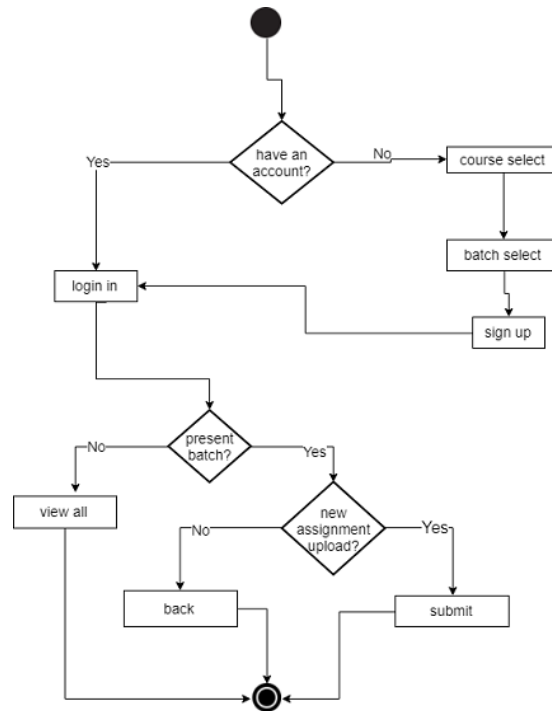 have an
account?
Yes
No
course select
batch select
login in
sign up
present
batch?
No
Yes
view all
new
assignment
upload?
No
Yes
back
submit